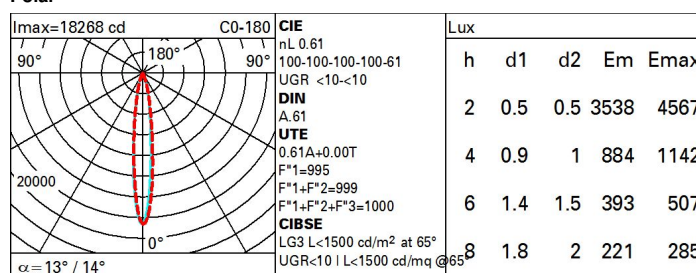 Imax=18268 cd C0-180
90° 180° 90°
20000
0°
α=13° / 14°
CIE
nL 0.61
100-100-100-100-61
UGR <10-<10
DIN
A.61
UTE
0.61A+0.00T
F"1=995
F"1+F"2=999
F"1+F"2+F"3=1000
CIBSE
LG3 L<1500 cd/m² at 65°
UGR<10 | L<1500 cd/mq @65°
Lux
h d1 d2 Em Emax
2 0.5 0.5 3538 4567
4 0.9 1 884 1142
6 1.4 1.5 393 507
8 1.8 2 221 285